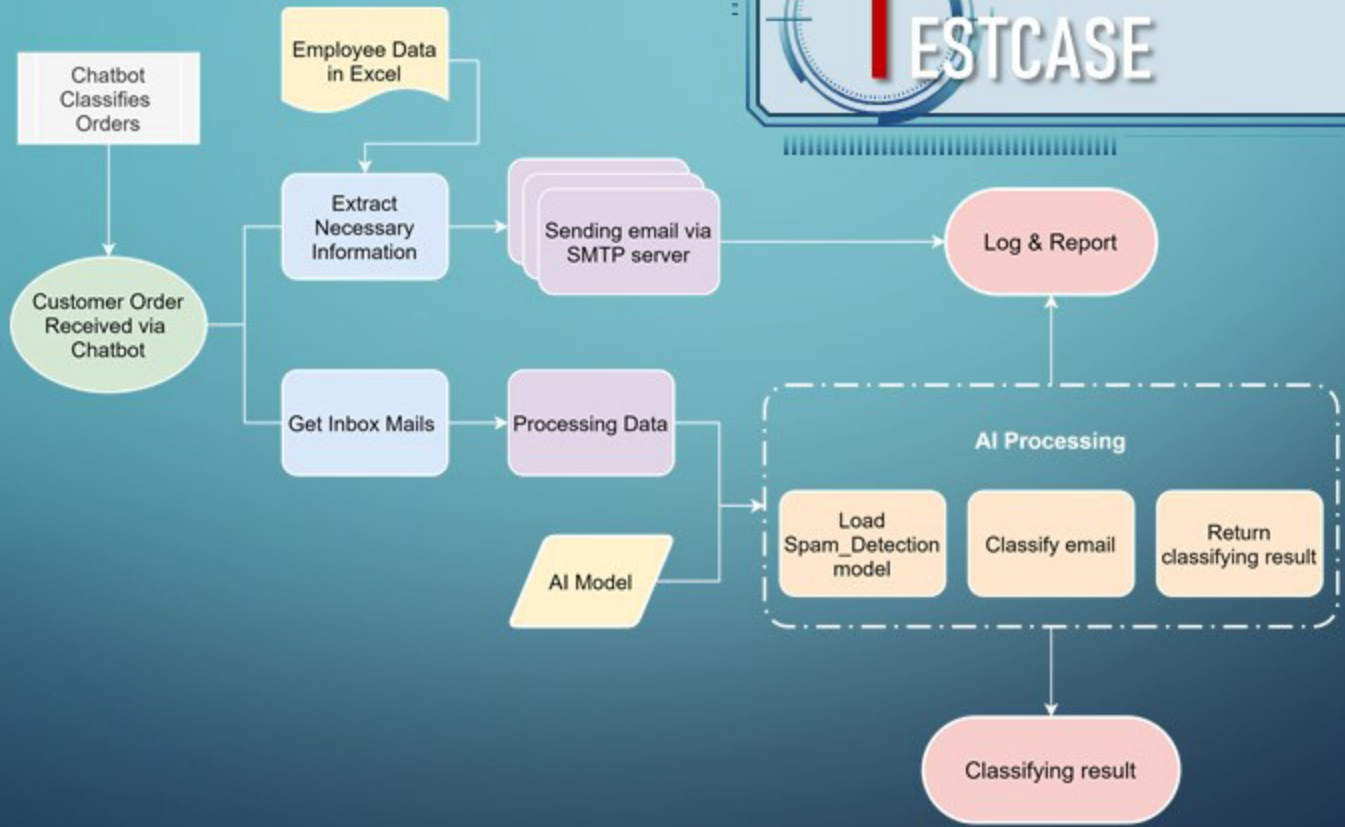 TESTCASE
Employee Data
in Excel
Chatbot
Classifies
Orders
Extract
Necessary
Information
Sending email via
SMTP server
Log & Report
Customer Order
Received via
Chatbot
Get Inbox Mails
Processing Data
AI Processing
Load
Spam_Detection
model
Classify email
Return
classifying result
AI Model
Classifying result